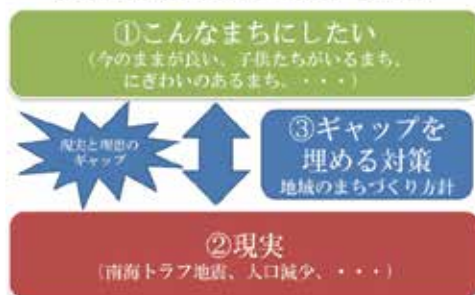 ①こんなまちにしたい
(今のままが良い、子供たちがいるまち、
にぎわいのあるまち、・・・)
現実と理想の
ギャップ
③ギャップを
埋める対策
地域のまちづくり方針
②現実
(南海トラフ地震、人口減少、・・・)